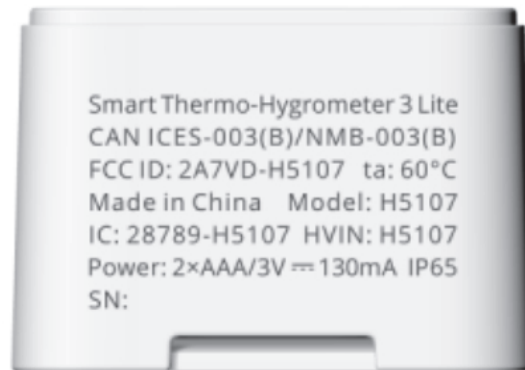 Smart Thermo-Hygrometer 3 Lite
CAN ICES-003(B)/NMB-003(B)
FCC ID: 2A7VD-H5107 ta: 60°C
Made in China Model: H5107
IC: 28789-H5107 HVIN: H5107
Power: 2×AAA/3V ⎓ 130mA IP65
SN: